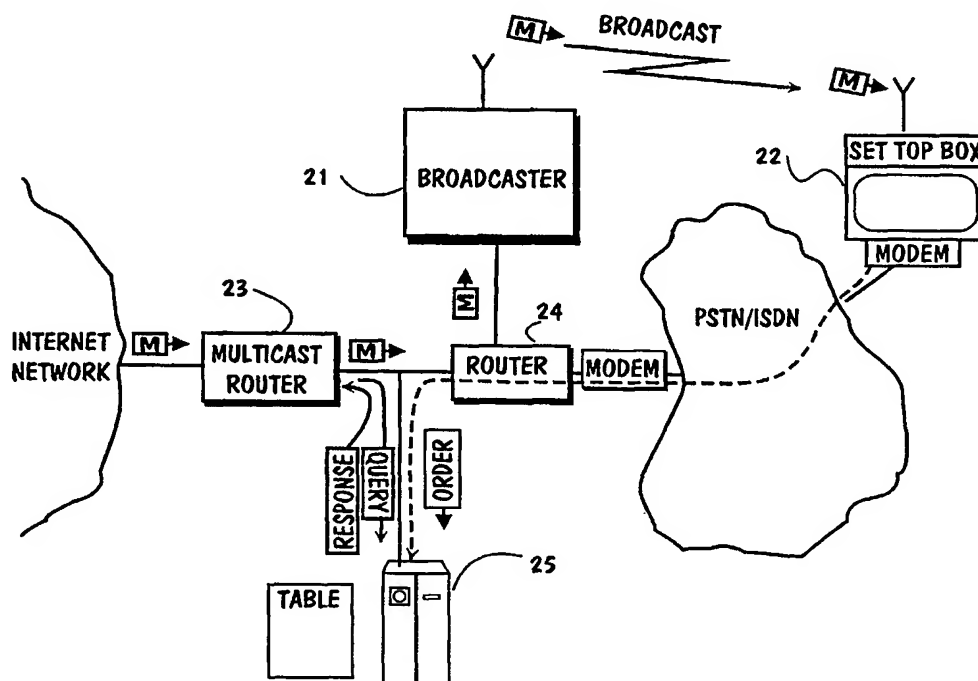 M
BROADCAST
M
SET TOP BOX
22
21
BROADCASTER
MODEM
M
PSTN/ISDN
23
24
INTERNET
NETWORK
M
MULTICAST
ROUTER
M
ROUTER
MODEM
RESPONSE
QUERY
ORDER
25
TABLE